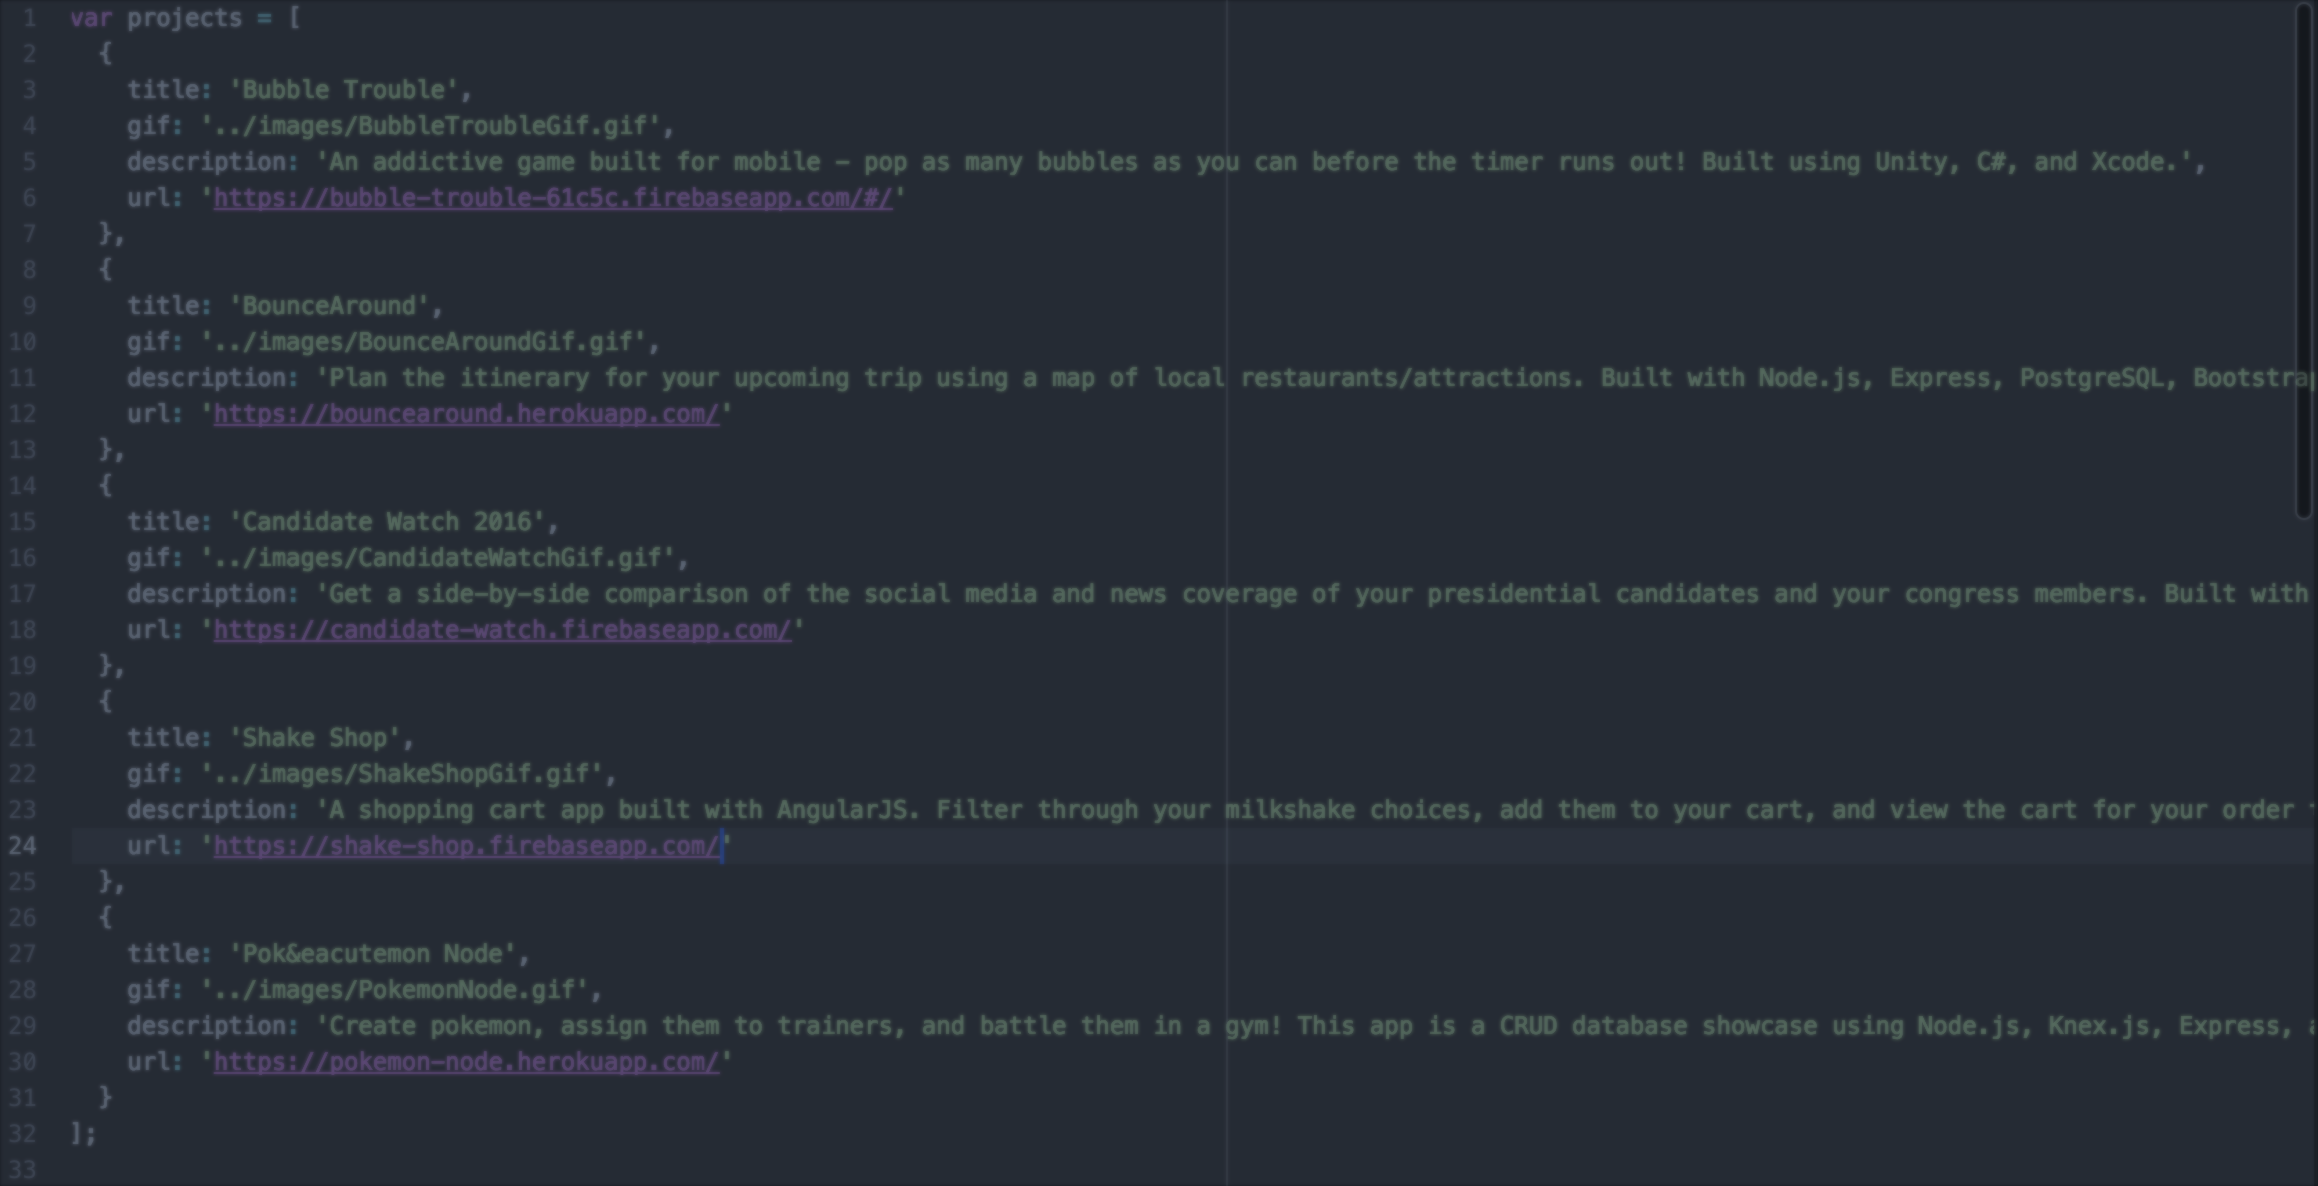 1 var projects = [
2 {
3 title: 'Bubble Trouble',
4 gif: '../images/BubbleTroubleGif.gif',
5 description: 'An addictive game built for mobile – pop as many bubbles as you can before the timer runs out! Built using Unity, C#, and Xcode.',
6 url: 'https://bubble-trouble-61c5c.firebaseapp.com/#/'
7 },
8 {
9 title: 'BounceAround',
10 gif: '../images/BounceAroundGif.gif',
11 description: 'Plan the itinerary for your upcoming trip using a map of local restaurants/attractions. Built with Node.js, Express, PostgreSQL, Bootstra
12 url: 'https://bouncearound.herokuapp.com/'
13 },
14 {
15 title: 'Candidate Watch 2016',
16 gif: '../images/CandidateWatchGif.gif',
17 description: 'Get a side-by-side comparison of the social media and news coverage of your presidential candidates and your congress members. Built with
18 url: 'https://candidate-watch.firebaseapp.com/'
19 },
20 {
21 title: 'Shake Shop',
22 gif: '../images/ShakeShopGif.gif',
23 description: 'A shopping cart app built with AngularJS. Filter through your milkshake choices, add them to your cart, and view the cart for your order
24 url: 'https://shake-shop.firebaseapp.com/'
25 },
26 {
27 title: 'Pok&eacutemon Node',
28 gif: '../images/PokemonNode.gif',
29 description: 'Create pokemon, assign them to trainers, and battle them in a gym! This app is a CRUD database showcase using Node.js, Knex.js, Express,
30 url: 'https://pokemon-node.herokuapp.com/'
31 }
32 ];
33